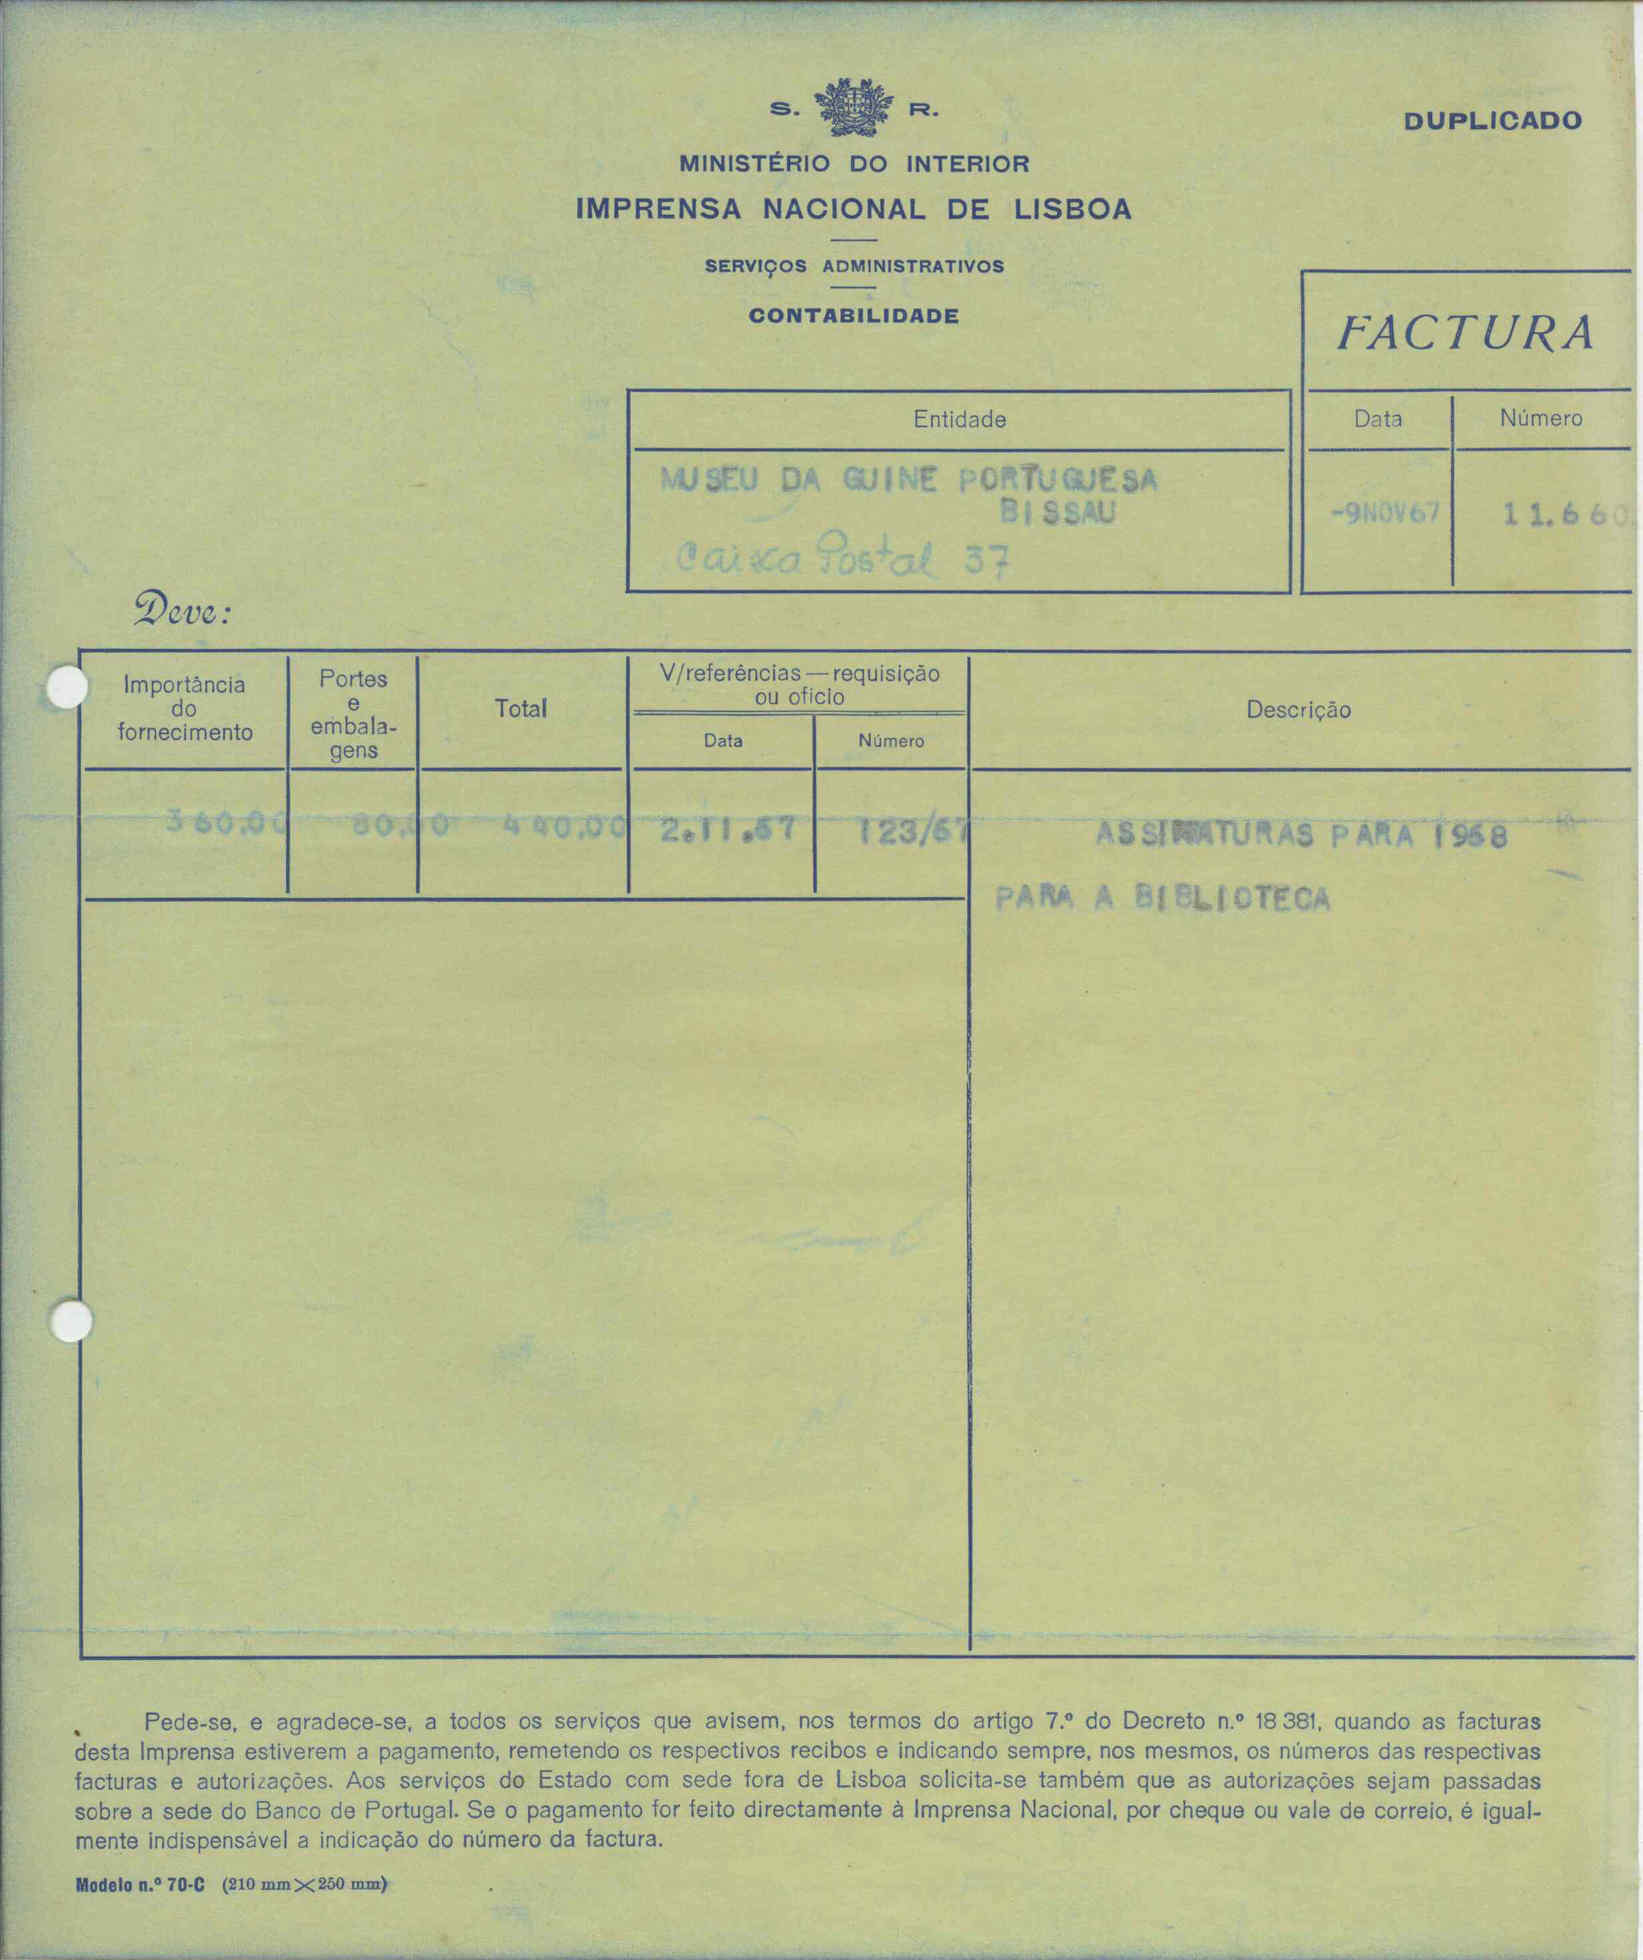 S. R.
DUPLICADO
MINISTÉRIO DO INTERIOR
IMPRENSA NACIONAL DE LISBOA
SERVIÇOS ADMINISTRATIVOS
CONTABILIDADE
FACTURA
Entidade
Data
Número
MUSEU DA GUINE PORTUGUESA
BISSAU
Caixa Postal 37
-9NOV67
11.660
Deve:
Importância
do
fornecimento
Portes
e
embala-
gens
Total
V/referências — requisição
ou ofício
Data
Número
Descrição
360.00 80.00 440.00 2.11.67 123/67 ASSINATURAS PARA 1968
PARA A BIBLIOTECA
Pede-se, e agradece-se, a todos os serviços que avisem, nos termos do artigo 7.º do Decreto n.º 18 381, quando as facturas
desta Imprensa estiverem a pagamento, remetendo os respectivos recibos e indicando sempre, nos mesmos, os números das respectivas
facturas e autorizações. Aos serviços do Estado com sede fora de Lisboa solicita-se também que as autorizações sejam passadas
sobre a sede do Banco de Portugal. Se o pagamento for feito directamente à Imprensa Nacional, por cheque ou vale de correio, é igual-
mente indispensável a indicação do número da factura.
Modelo n.º 70-C (210 mm×250 mm)